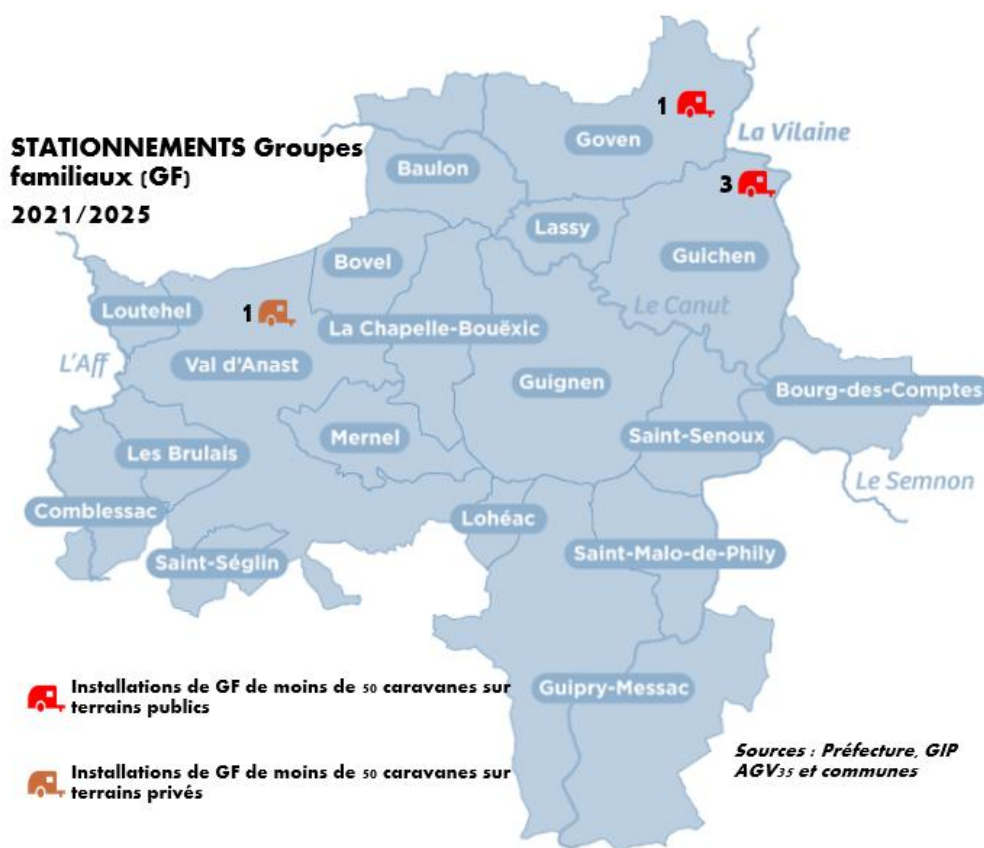 STATIONNEMENTS Groupes
familiaux (GF)
2021/2025
1
Goven
La Vilaine
Baulon
3
Lassy
Guichen
Bovel
Loutehel
1
La Chapelle-Bouëxic
Le Canut
L'Aff
Val d'Anast
Guignen
Bourg-des-Comptes
Mernel
Saint-Senoux
Les Brulais
Le Semnon
Comblessac
Lohéac
Saint-Malo-de-Phily
Saint-Séglin
Guipry-Messac
Installations de GF de moins de 50 caravanes sur
terrains publics
Installations de GF de moins de 50 caravanes sur
terrains privés
Sources : Préfecture, GIP
AGV35 et communes